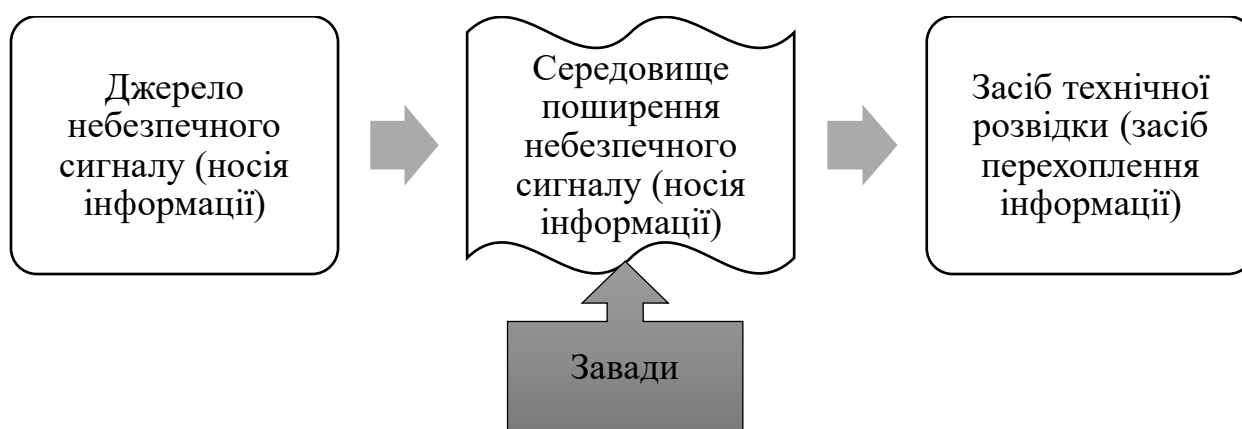 Джерело
небезпечного
сигналу (носія
інформації)
Середовище
поширення
небезпечного
сигналу (носія
інформації)
Засіб технічної
розвідки (засіб
перехоплення
інформації)
Завади